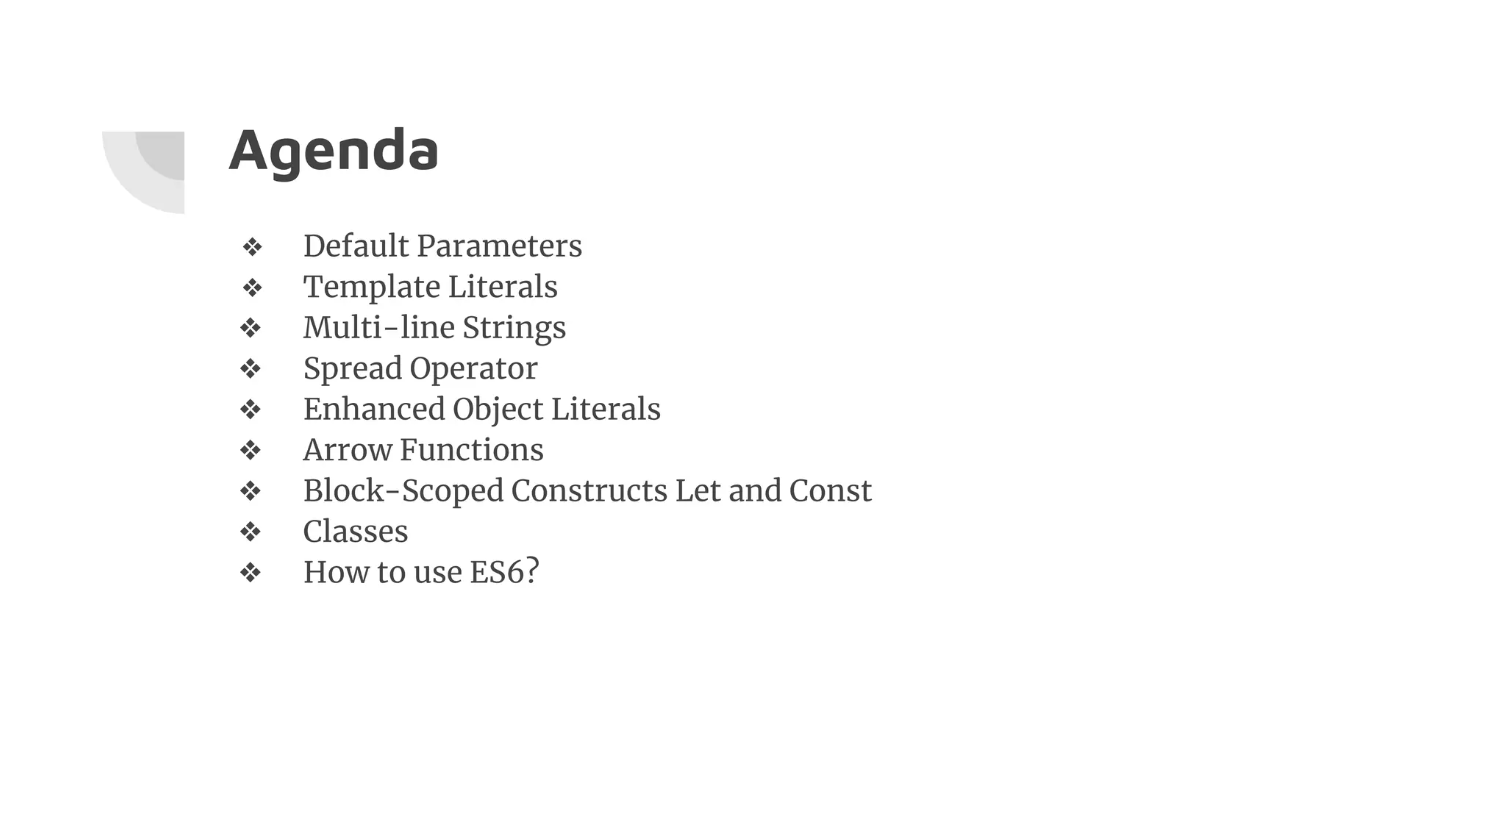 Agenda
❖ Default Parameters
❖ Template Literals
❖ Multi-line Strings
❖ Spread Operator
❖ Enhanced Object Literals
❖ Arrow Functions
❖ Block-Scoped Constructs Let and Const
❖ Classes
❖ How to use ES6?